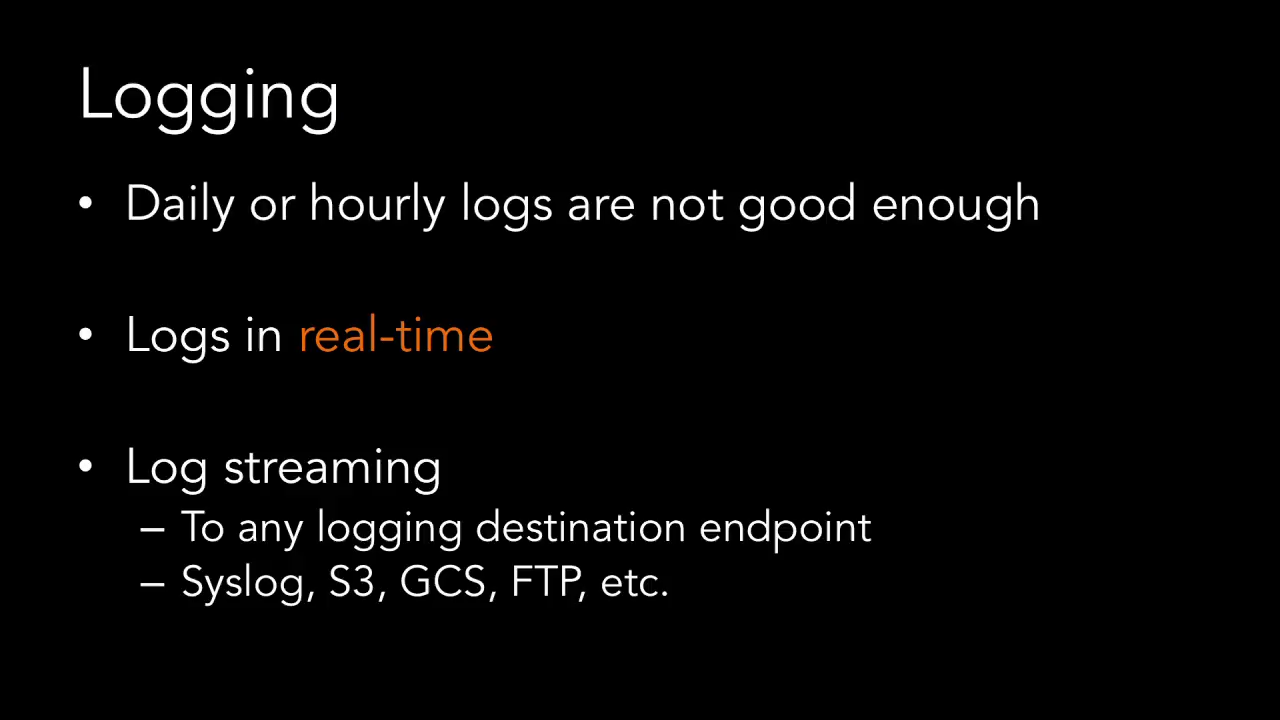 Logging
• Daily or hourly logs are not good enough
• Logs in real-time
• Log streaming
– To any logging destination endpoint
– Syslog, S3, GCS, FTP, etc.